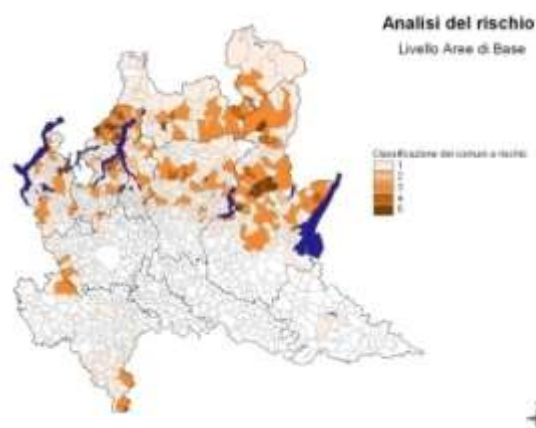 Analisi del rischio
Livello Aree di Base
Classificazione dei comuni a rischio
1
2
3
4
5